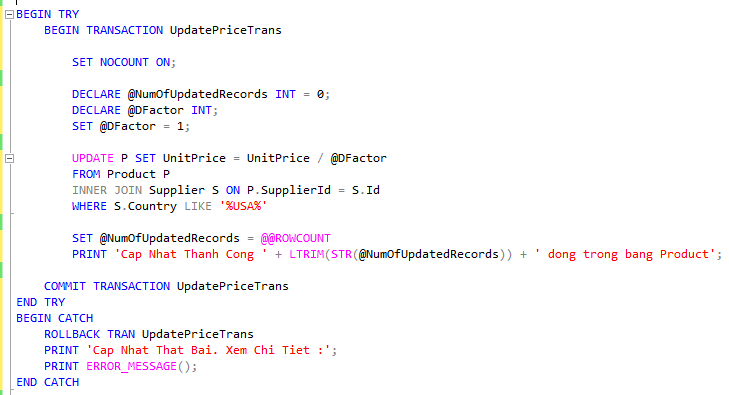 BEGIN TRY
BEGIN TRANSACTION UpdatePriceTrans
SET NOCOUNT ON;
DECLARE @NumOfUpdatedRecords INT = 0;
DECLARE @DFactor INT;
SET @DFactor = 1;
UPDATE P SET UnitPrice = UnitPrice / @DFactor
FROM Product P
INNER JOIN Supplier S ON P.SupplierId = S.Id
WHERE S.Country LIKE '%USA%'
SET @NumOfUpdatedRecords = @@ROWCOUNT
PRINT 'Cap Nhat Thanh Cong ' + LTRIM(STR(@NumOfUpdatedRecords)) + ' dong trong bang Product';
COMMIT TRANSACTION UpdatePriceTrans
END TRY
BEGIN CATCH
ROLLBACK TRAN UpdatePriceTrans
PRINT 'Cap Nhat That Bai. Xem Chi Tiet :';
PRINT ERROR_MESSAGE();
END CATCH